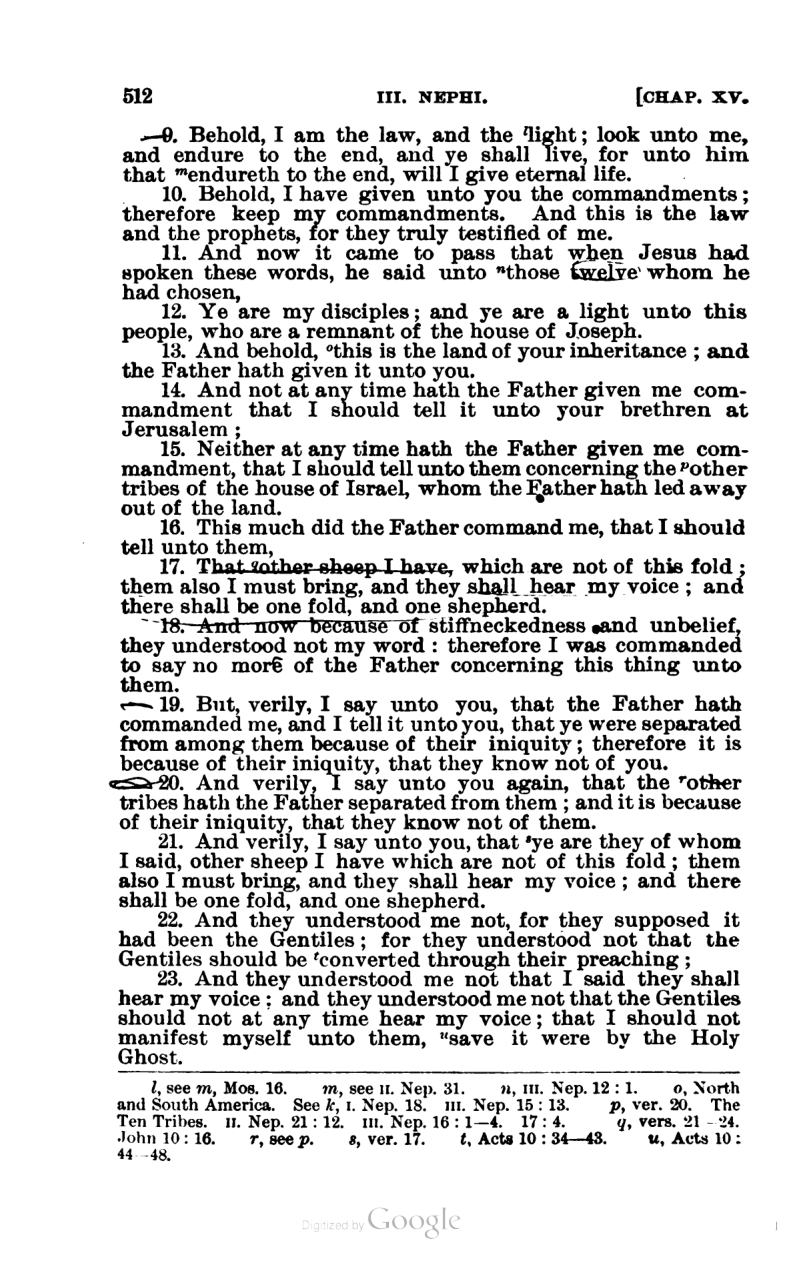 512 III. NEPHI. [CHAP. XV.
9. Behold, I am the law, and the ˡlight; look unto me,
and endure to the end, and ye shall live, for unto him
that ᵐendureth to the end, will I give eternal life.
10. Behold, I have given unto you the commandments;
therefore keep my commandments. And this is the law
and the prophets, for they truly testified of me.
11. And now it came to pass that when Jesus had
spoken these words, he said unto ⁿthose twelve whom he
had chosen,
12. Ye are my disciples; and ye are a light unto this
people, who are a remnant of the house of Joseph.
13. And behold, ᵒthis is the land of your inheritance; and
the Father hath given it unto you.
14. And not at any time hath the Father given me com-
mandment that I should tell it unto your brethren at
Jerusalem;
15. Neither at any time hath the Father given me com-
mandment, that I should tell unto them concerning the ᵖother
tribes of the house of Israel, whom the Father hath led away
out of the land.
16. This much did the Father command me, that I should
tell unto them,
17. That qother sheep I have, which are not of this fold;
them also I must bring, and they shall hear my voice; and
there shall be one fold, and one shepherd.
18. And now because of stiffneckedness and unbelief,
they understood not my word: therefore I was commanded
to say no more of the Father concerning this thing unto
them.
19. But, verily, I say unto you, that the Father hath
commanded me, and I tell it unto you, that ye were separated
from among them because of their iniquity; therefore it is
because of their iniquity, that they know not of you.
20. And verily, I say unto you again, that the ʳother
tribes hath the Father separated from them; and it is because
of their iniquity, that they know not of them.
21. And verily, I say unto you, that ˢye are they of whom
I said, other sheep I have which are not of this fold; them
also I must bring, and they shall hear my voice; and there
shall be one fold, and one shepherd.
22. And they understood me not, for they supposed it
had been the Gentiles; for they understood not that the
Gentiles should be ᵗconverted through their preaching;
23. And they understood me not that I said they shall
hear my voice; and they understood me not that the Gentiles
should not at any time hear my voice; that I should not
manifest myself unto them, ᵘsave it were by the Holy
Ghost.
l, see m, Mos. 16. m, see II. Nep. 31. n, III. Nep. 12:1. o, North
and South America. See k, I. Nep. 18. III. Nep. 15:13. p, ver. 20. The
Ten Tribes. II. Nep. 21:12. III. Nep. 16:1—4. 17:4. q, vers. 21-24.
John 10:16. r, see p. s, ver. 17. t, Acts 10:34—43. u, Acts 10:
44-48.
Digitized by Google